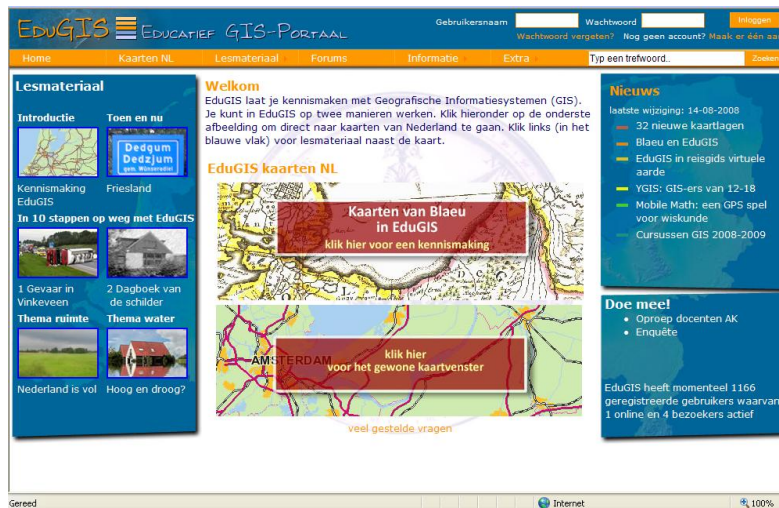 EduGIS Educatief GIS-Portaal
Gebruikersnaam Wachtwoord Inloggen
Wachtwoord vergeten? Nog geen account? Maak er één aan
Home Kaarten NL Lesmateriaal Forums Informatie Extra Typ een trefwoord.. Zoeken
Lesmateriaal
Introductie Toen en nu
Dedgum
Dedzjum
gem. Wûnseradiel
Kennismaking
EduGIS
Friesland
In 10 stappen op weg met EduGIS
1 Gevaar in
Vinkeveen
2 Dagboek van
de schilder
Thema ruimte Thema water
Nederland is vol Hoog en droog?
Welkom
EduGIS laat je kennismaken met Geografische Informatiesystemen (GIS).
Je kunt in EduGIS op twee manieren werken. Klik hieronder op de onderste
afbeelding om direct naar kaarten van Nederland te gaan. Klik links (in het
blauwe vlak) voor lesmateriaal naast de kaart.
EduGIS kaarten NL
Kaarten van Blaeu
in EduGIS
klik hier voor een kennismaking
AMSTERDAM
klik hier
voor het gewone kaartvenster
veel gestelde vragen
Nieuws
laatste wijziging: 14-08-2008
32 nieuwe kaartlagen
Blaeu en EduGIS
EduGIS in reisgids virtuele
aarde
YGIS: GIS-ers van 12-18
Mobile Math: een GPS spel
voor wiskunde
Cursussen GIS 2008-2009
Doe mee!
Oproep docenten AK
Enquête
EduGIS heeft momenteel 1166
geregistreerde gebruikers waarvan
1 online en 4 bezoekers actief
Gereed Internet 100%